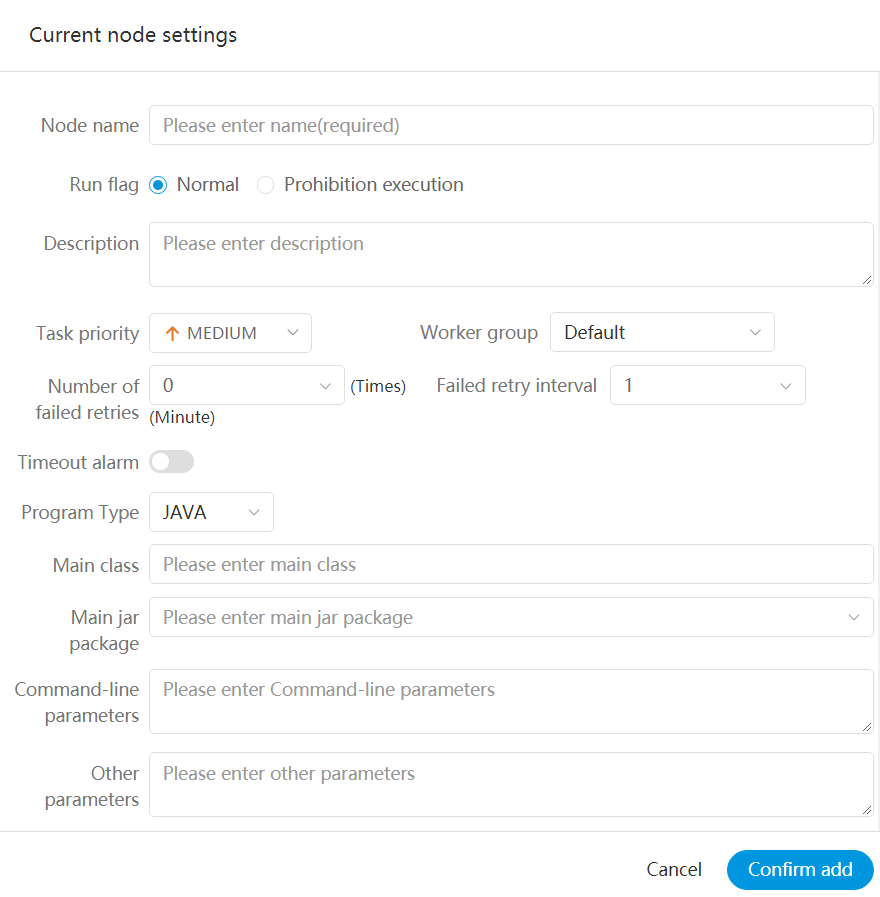 Current node settings
Node name Please enter name(required)
Run flag Normal Prohibition execution
Description Please enter description
Task priority MEDIUM Worker group Default
Number of failed retries 0 (Times) Failed retry interval 1
(Minute)
Timeout alarm
Program Type JAVA
Main class Please enter main class
Main jar package Please enter main jar package
Command-line parameters Please enter Command-line parameters
Other parameters Please enter other parameters
Cancel Confirm add